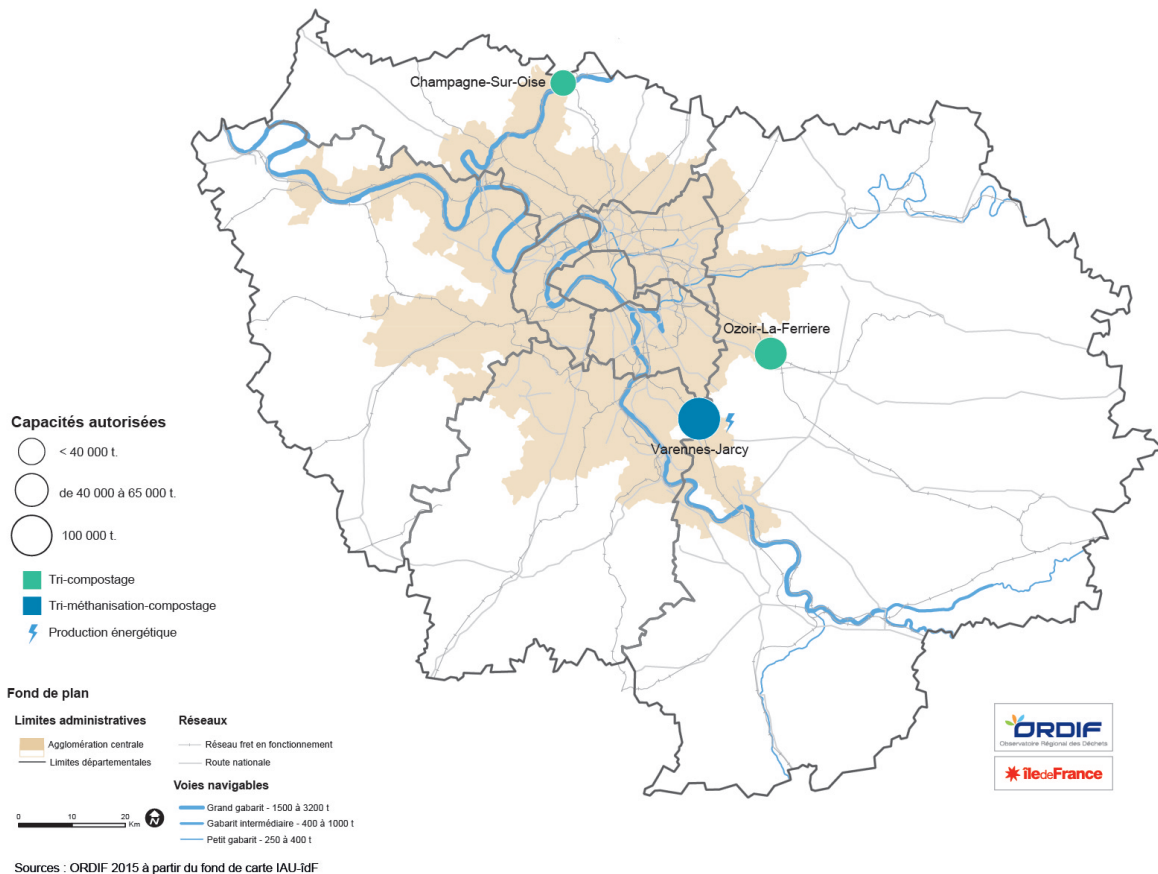 Champagne-Sur-Oise
Ozoir-La-Ferriere
Varennes-Jarcy
Capacités autorisées
< 40 000 t.
de 40 000 à 65 000 t.
100 000 t.
Tri-compostage
Tri-méthanisation-compostage
Production énergétique
Fond de plan
Limites administratives
Agglomération centrale
Limites départementales
Réseaux
Réseau fret en fonctionnement
Route nationale
Voies navigables
Grand gabarit - 1500 à 3200 t
Gabarit intermédiaire - 400 à 1000 t
Petit gabarit - 250 à 400 t
0 10 20
Km
N
ORDIF
Observatoire Régional des Déchets
îledeFrance
Sources : ORDIF 2015 à partir du fond de carte IAU-îdF